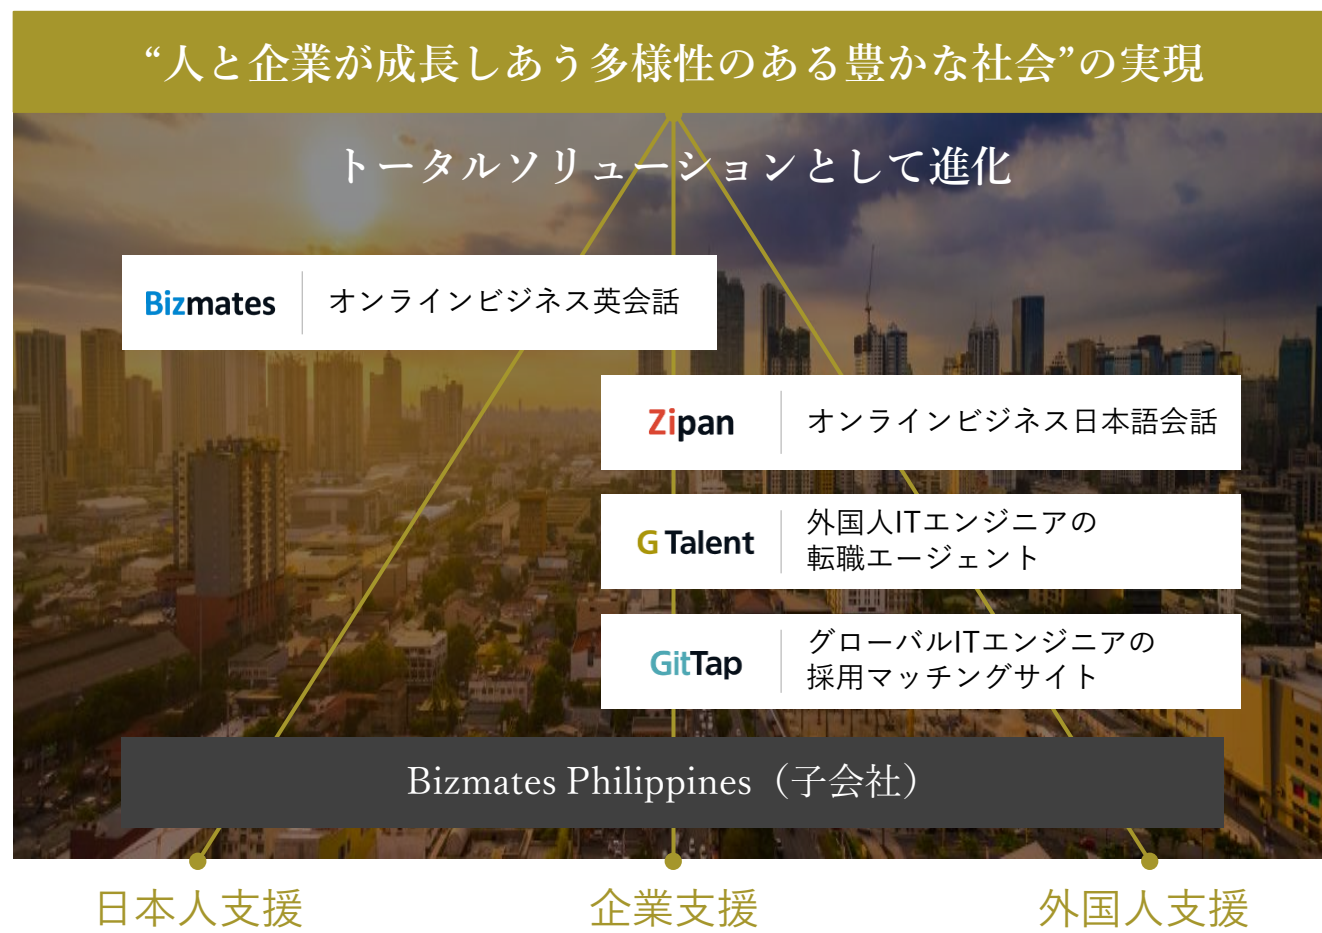 “人と企業が成長しあう多様性のある豊かな社会”の実現
トータルソリューションとして進化
Bizmates
オンラインビジネス英会話
Zipan
オンラインビジネス日本語会話
G Talent
外国人ITエンジニアの
転職エージェント
GitTap
グローバルITエンジニアの
採用マッチングサイト
Bizmates Philippines（子会社）
日本人支援
企業支援
外国人支援